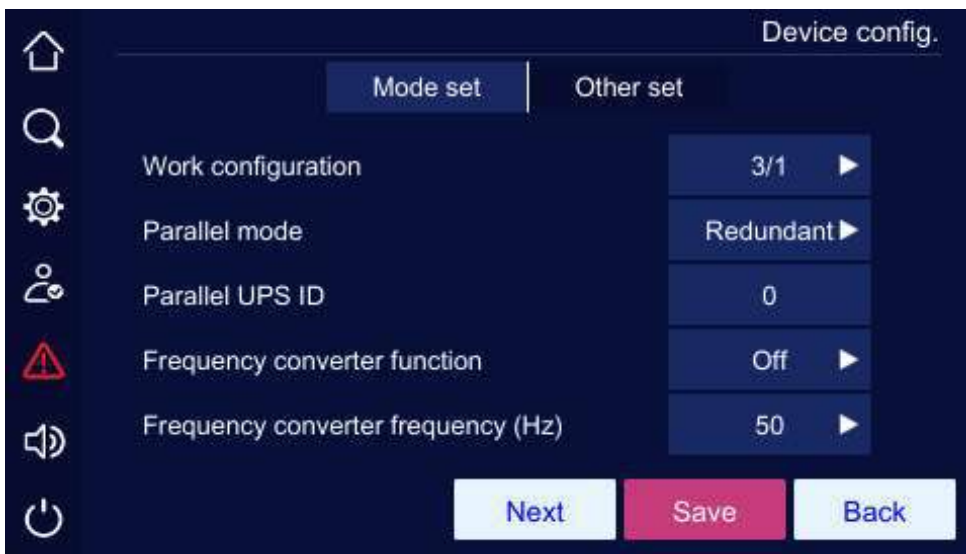 Device config.
Mode set Other set
Work configuration 3/1
Parallel mode Redundant
Parallel UPS ID 0
Frequency converter function Off
Frequency converter frequency (Hz) 50
Next Save Back